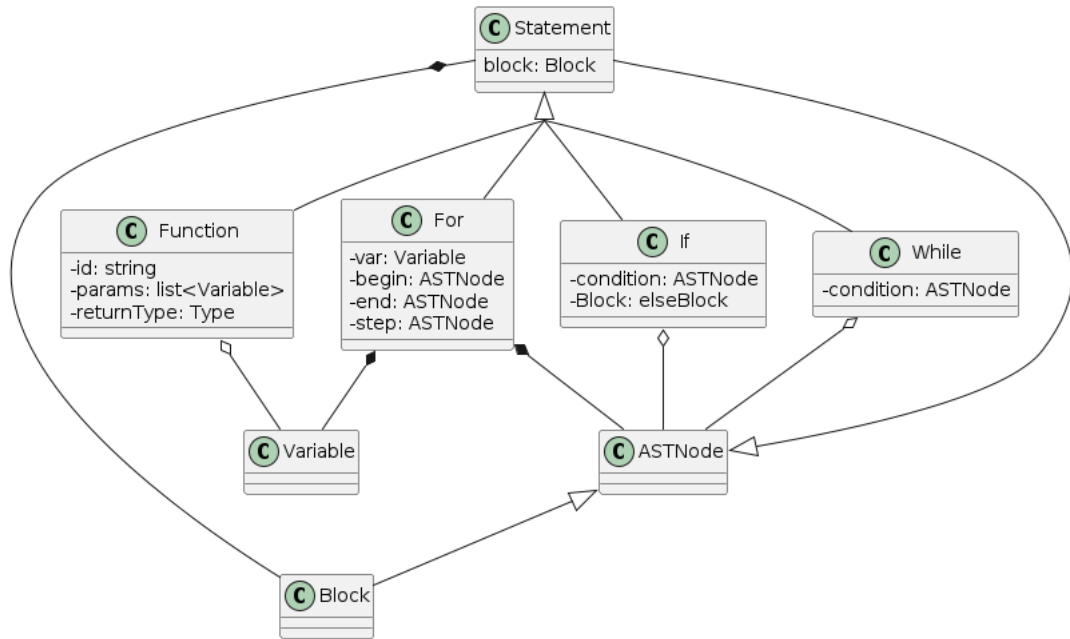 C Statement
block: Block
C Function
-id: string
-params: list<Variable>
-returnType: Type
C For
-var: Variable
-begin: ASTNode
-end: ASTNode
-step: ASTNode
C If
-condition: ASTNode
-Block: elseBlock
C While
-condition: ASTNode
C Variable
C ASTNode
C Block